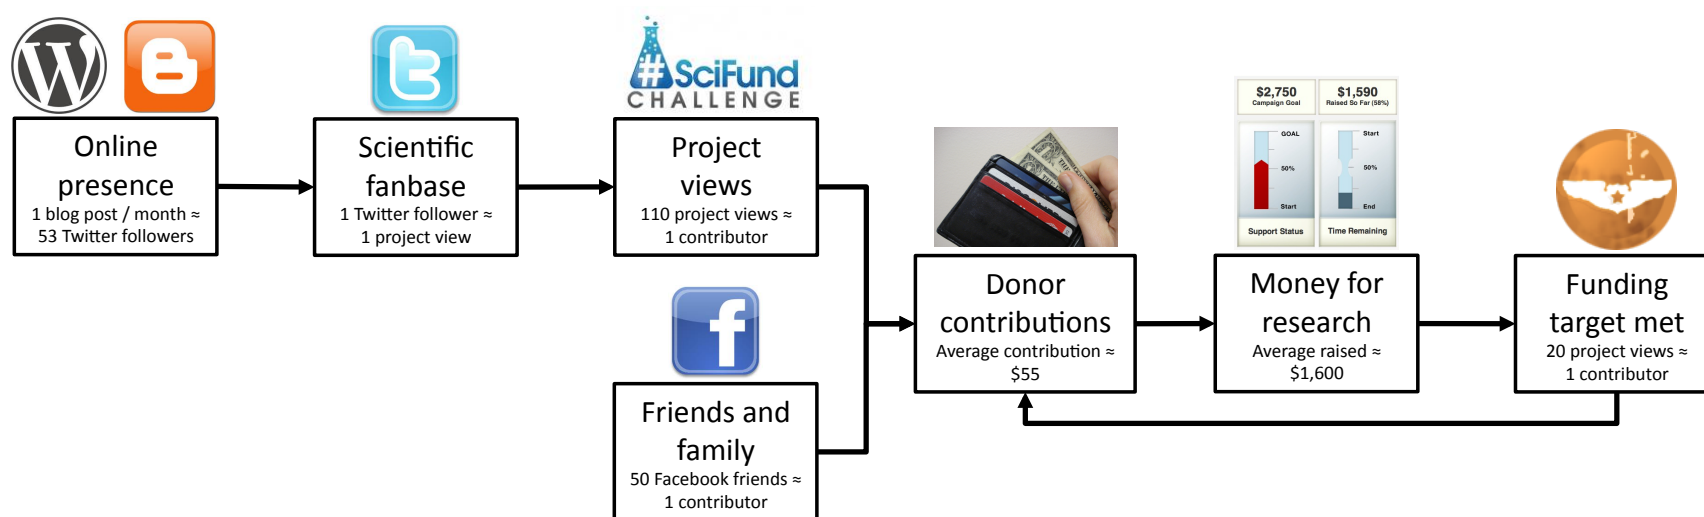 #SciFund
CHALLENGE
Online
presence
1 blog post / month ≈
53 Twitter followers
Scientific
fanbase
1 Twitter follower ≈
1 project view
Project
views
110 project views ≈
1 contributor
Friends and
family
50 Facebook friends ≈
1 contributor
Donor
contributions
Average contribution ≈
$55
$2,750
Campaign Goal
$1,590
Raised So Far (58%)
GOAL
50%
Start
Support Status
Start
50%
End
Time Remaining
Money for
research
Average raised ≈
$1,600
Funding
target met
20 project views ≈
1 contributor